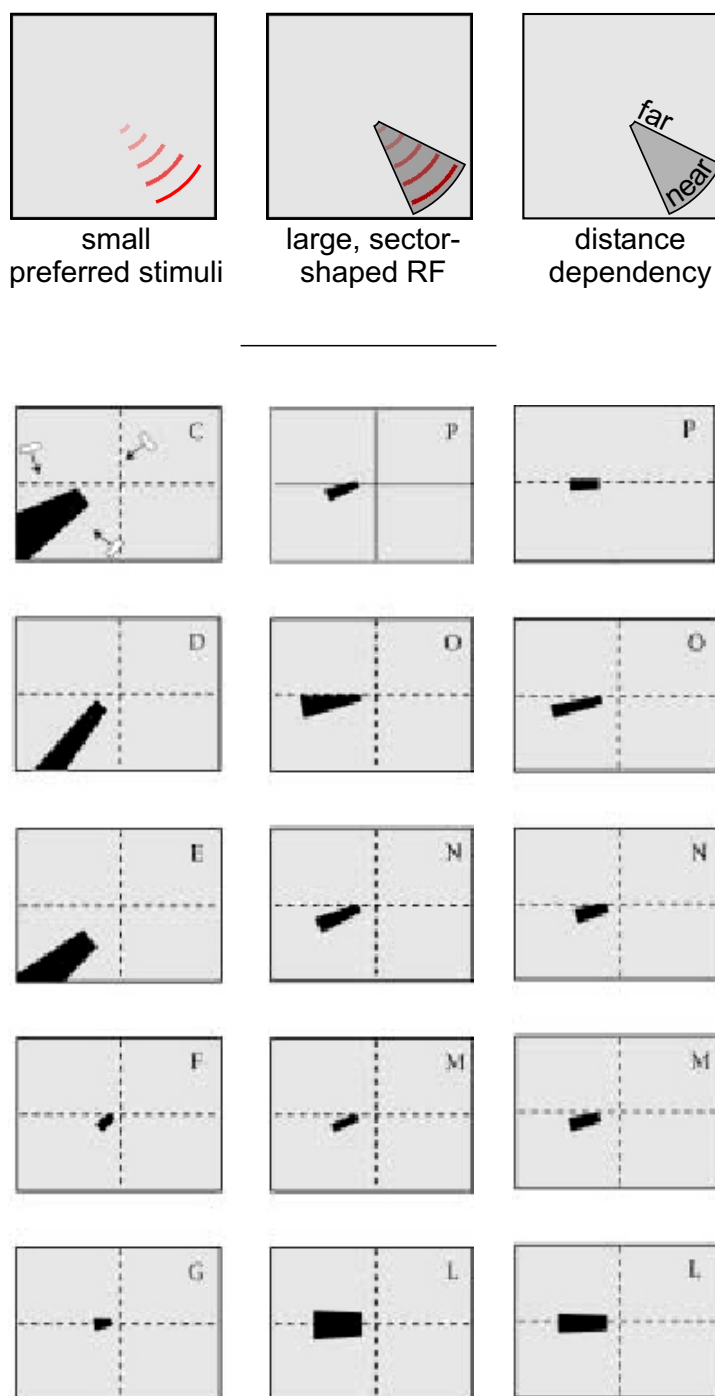 far
near
small
preferred stimuli
large, sector-
shaped RF
distance
dependency
C
P
P
D
O
O
E
N
N
F
M
M
G
L
L